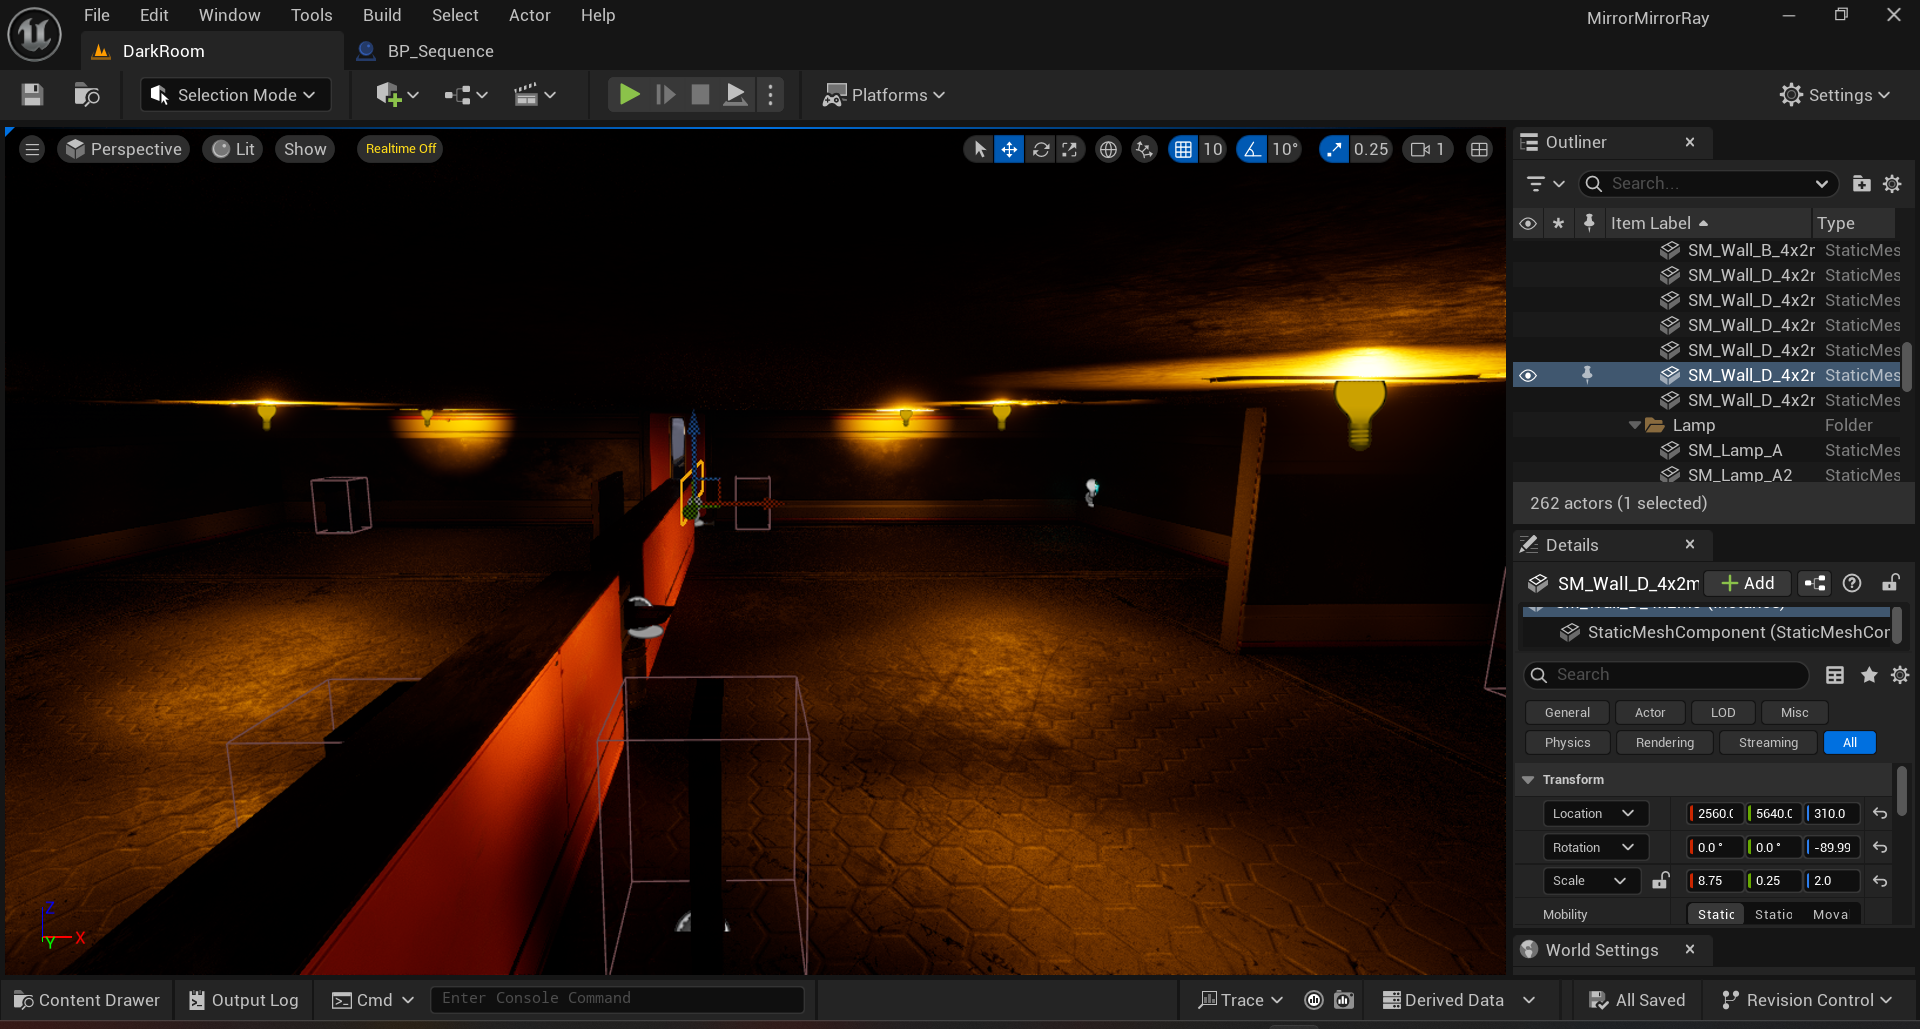 File Edit Window Tools Build Select Actor Help
MirrorMirrorRay
DarkRoom
BP_Sequence
Selection Mode
Platforms
Settings
Perspective Lit Show Realtime Off
10 10° 0.25 1
Outliner
Search...
Item Label Type
SM_Wall_B_4x2r StaticMes
SM_Wall_D_4x2r StaticMes
SM_Wall_D_4x2r StaticMes
SM_Wall_D_4x2r StaticMes
SM_Wall_D_4x2r StaticMes
SM_Wall_D_4x2r StaticMes
SM_Wall_D_4x2r StaticMes
Lamp Folder
SM_Lamp_A StaticMes
SM_Lamp_A2 StaticMes
262 actors (1 selected)
Details
SM_Wall_D_4x2m Add
StaticMeshComponent (StaticMeshCor
Search
General Actor LOD Misc
Physics Rendering Streaming All
Transform
Location 2560.0 5640.0 310.0
Rotation 0.0° 0.0° -89.99
Scale 8.75 0.25 2.0
Mobility Static Static Mova
World Settings
Z
X
Y
Content Drawer Output Log Cmd Enter Console Command
Trace Derived Data All Saved Revision Control